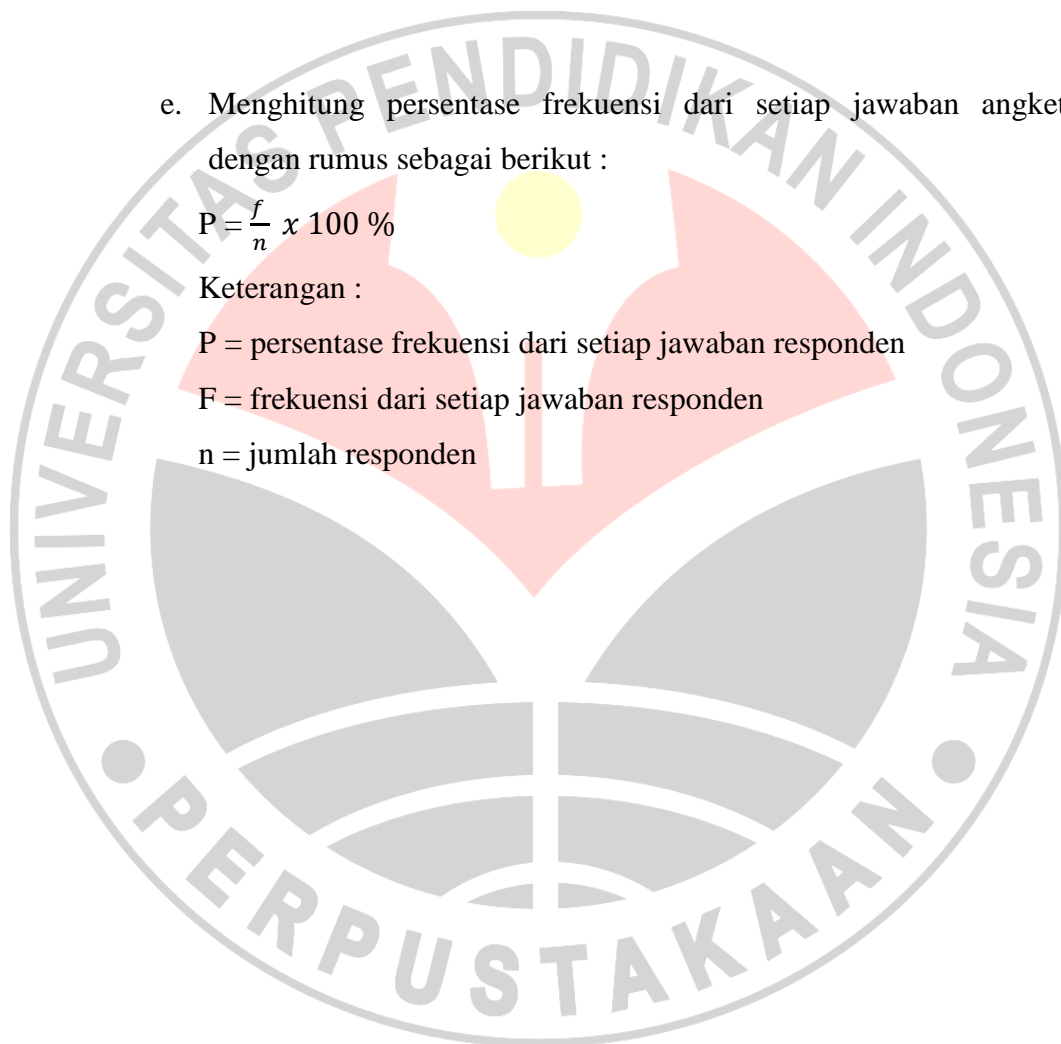 e. Menghitung persentase frekuensi dari setiap jawaban angket
dengan rumus sebagai berikut :
P = f/n x 100 %
Keterangan :
P = persentase frekuensi dari setiap jawaban responden
F = frekuensi dari setiap jawaban responden
n = jumlah responden
UNIVERSITAS PENDIDIKAN INDONESIA
PERPUSTAKAAN